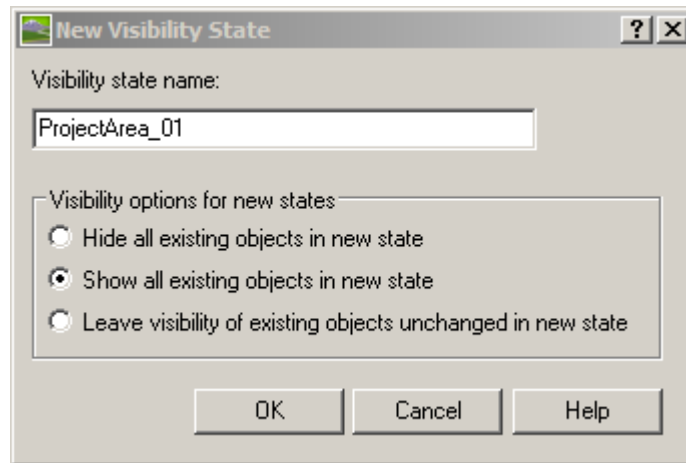 New Visibility State
Visibility state name:
ProjectArea_01
Visibility options for new states
Hide all existing objects in new state
Show all existing objects in new state
Leave visibility of existing objects unchanged in new state
OK Cancel Help